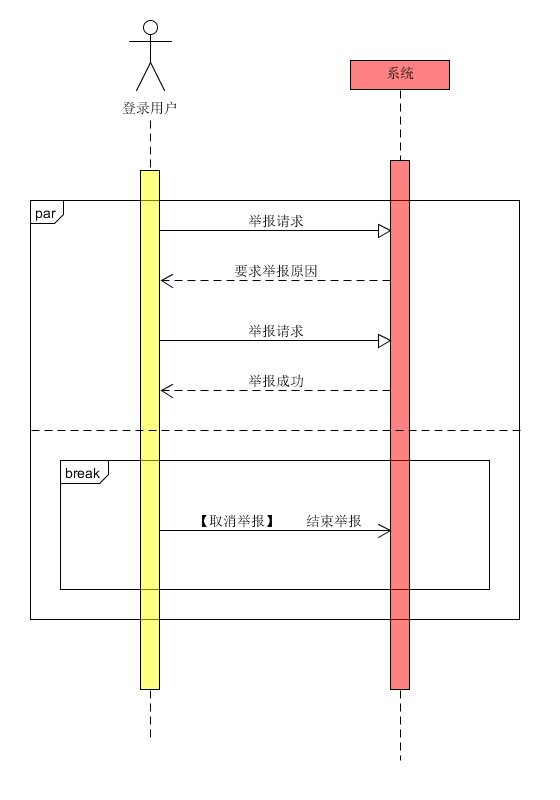 登录用户
系统
par
举报请求
要求举报原因
举报请求
举报成功
break
【取消举报】 结束举报